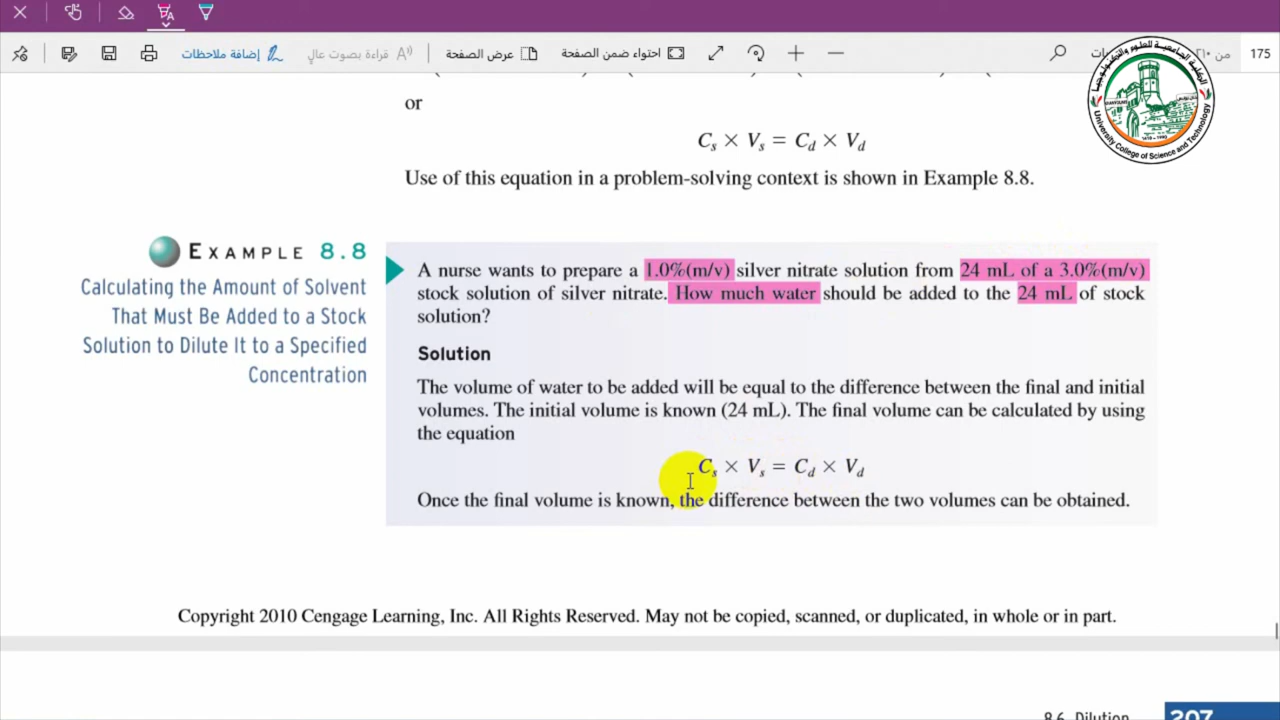 إضافة ملاحظات
قراءة بصوت عالٍ
عرض الصفحة
احتواء ضمن الصفحة
من
175
University College of Science and Technology
or
Cs × Vs = Cd × Vd
Use of this equation in a problem-solving context is shown in Example 8.8.
EXAMPLE 8.8
Calculating the Amount of Solvent
That Must Be Added to a Stock
Solution to Dilute It to a Specified
Concentration
A nurse wants to prepare a 1.0%(m/v) silver nitrate solution from 24 mL of a 3.0%(m/v)
stock solution of silver nitrate. How much water should be added to the 24 mL of stock
solution?
Solution
The volume of water to be added will be equal to the difference between the final and initial
volumes. The initial volume is known (24 mL). The final volume can be calculated by using
the equation
Cs × Vs = Cd × Vd
Once the final volume is known, the difference between the two volumes can be obtained.
Copyright 2010 Cengage Learning, Inc. All Rights Reserved. May not be copied, scanned, or duplicated, in whole or in part.
8.6 Dilution
207